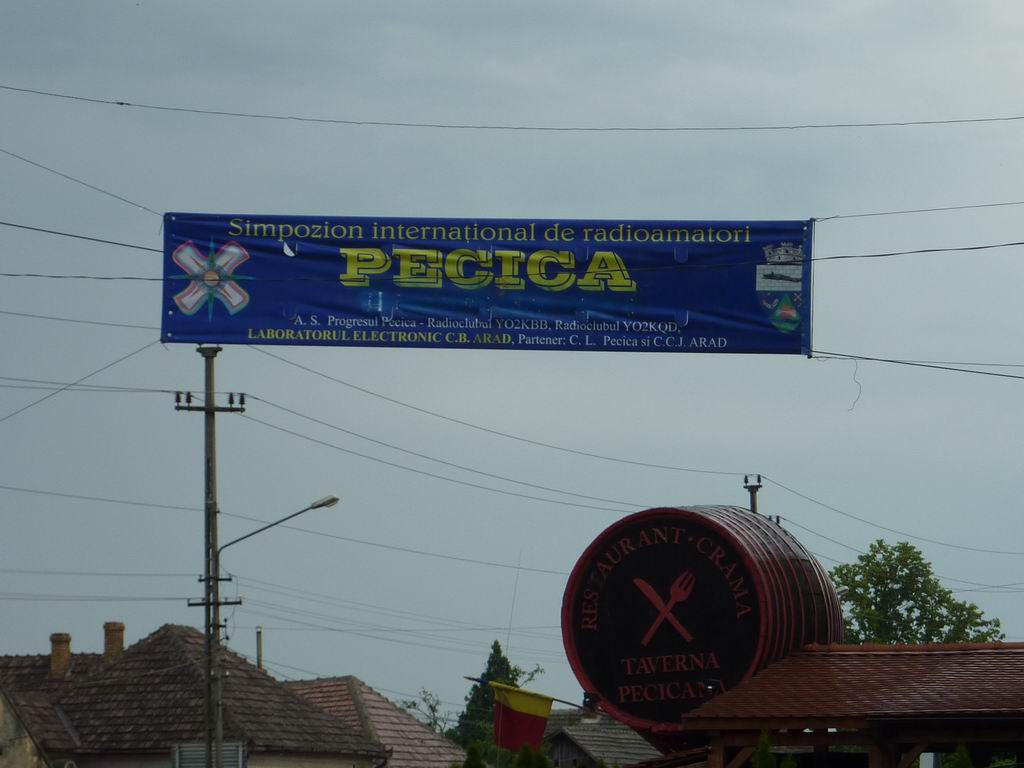 Simpozion internațional de radioamatori
PECICA
A. S. Progresul Pecica - Radioclubul YO2KBB, Radioclubul YO2KQD,
LABORATORUL ELECTRONIC C.B. ARAD, Partener: C. L. Pecica si C.C.J. ARAD
RESTAURANT · CRAMA
TAVERNA
PECICANA